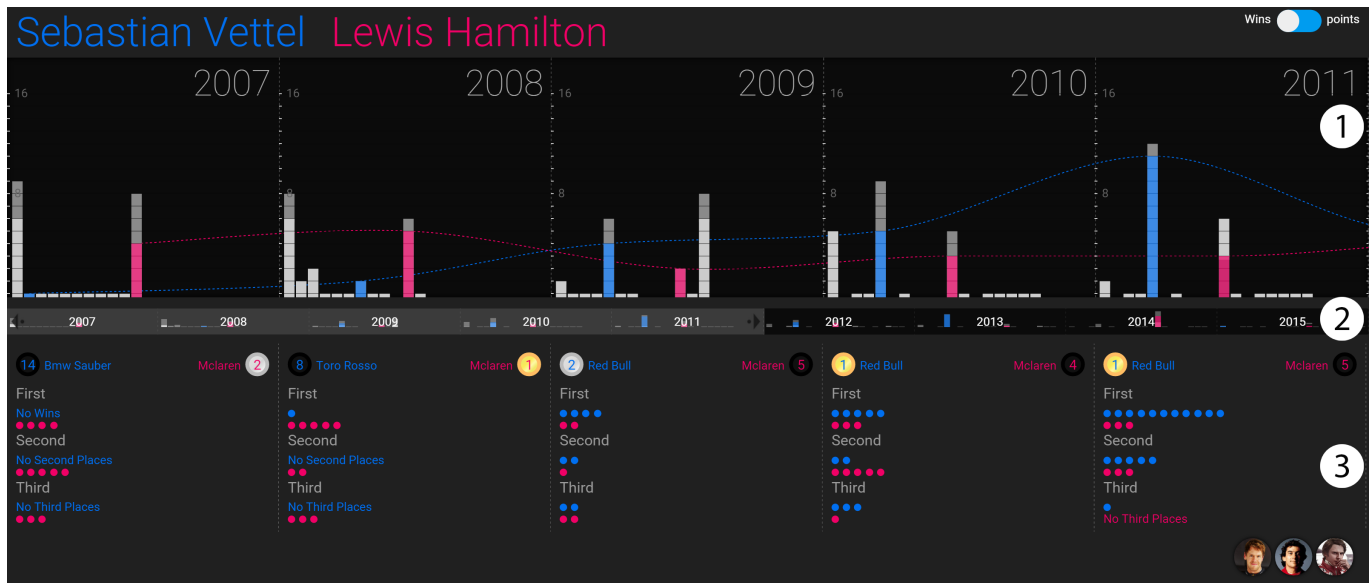 Sebastian Vettel Lewis Hamilton
Wins points
2007 2008 2009 2010 2011
16 16 16 16 16
1
8 8 8 8 8
2007 2008 2009 2010 2011 2012 2013 2014 2015
2
14 Bmw Sauber Mclaren 2
First
No Wins
Second
No Second Places
Third
No Third Places
8 Toro Rosso Mclaren 1
First
Second
No Second Places
Third
No Third Places
2 Red Bull Mclaren 5
First
Second
Third
1 Red Bull Mclaren 4
First
Second
Third
1 Red Bull Mclaren 5
First
Second
Third
No Third Places
3